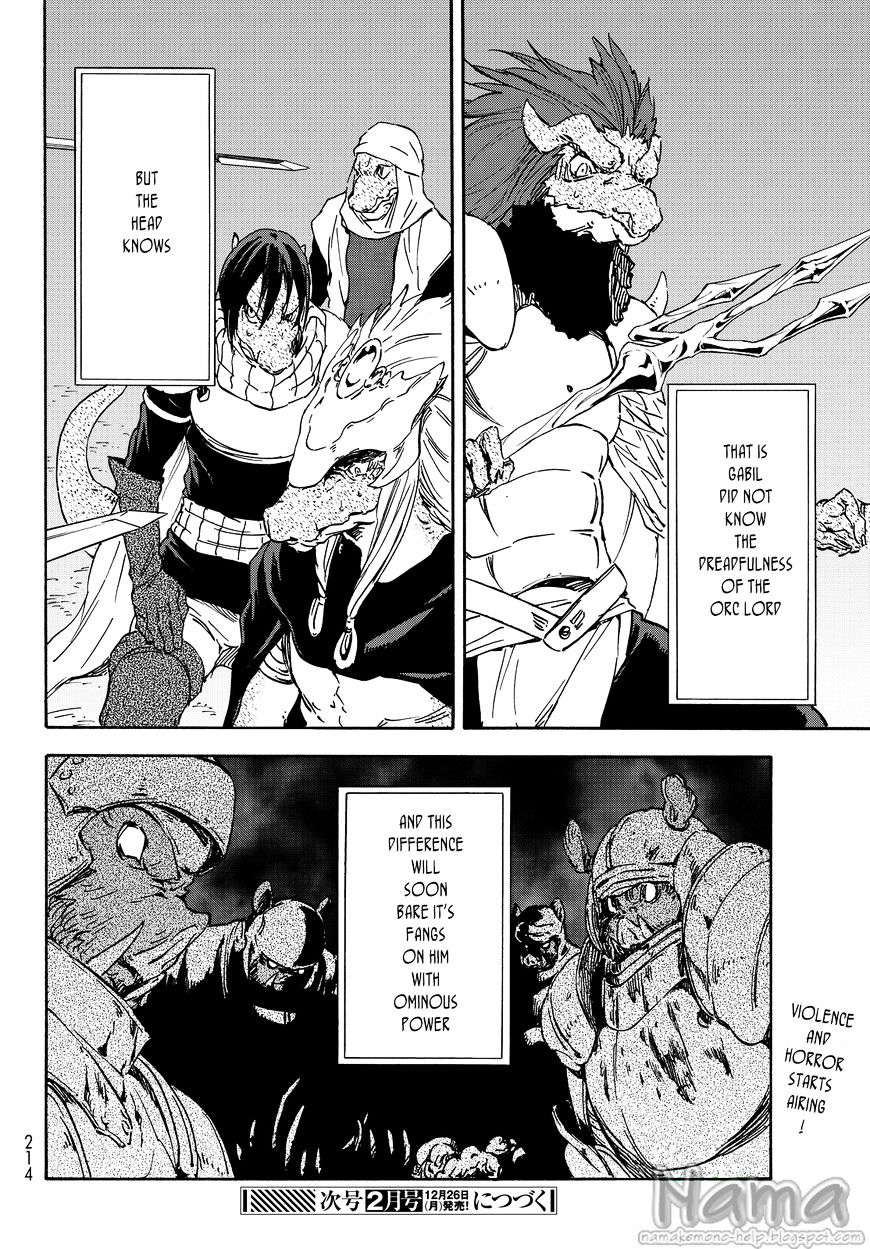 THAT IS
GABIL
DID NOT
KNOW
THE
DREADFULNESS
OF THE
ORC LORD
BUT
THE
HEAD
KNOWS
AND THIS
DIFFERENCE
WILL
SOON
BARE IT'S
FANGS
ON HIM
WITH
OMINOUS
POWER
VIOLENCE
AND
HORROR
STARTS
AIRING
!
214
次号2月号12月26日(月)発売!につづく
Nama
namakemono-help.blogspot.com